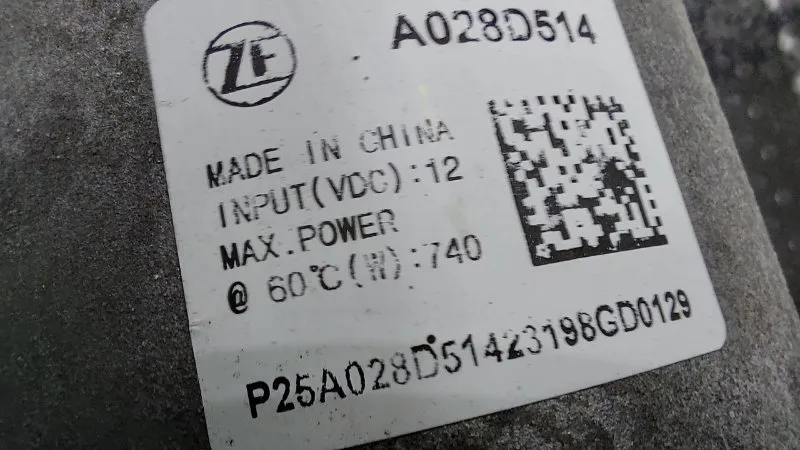 ZF
A028D514
MADE IN CHINA
INPUT(VDC):12
MAX.POWER
@ 60℃(W):740
P25A028D51423198GD0129